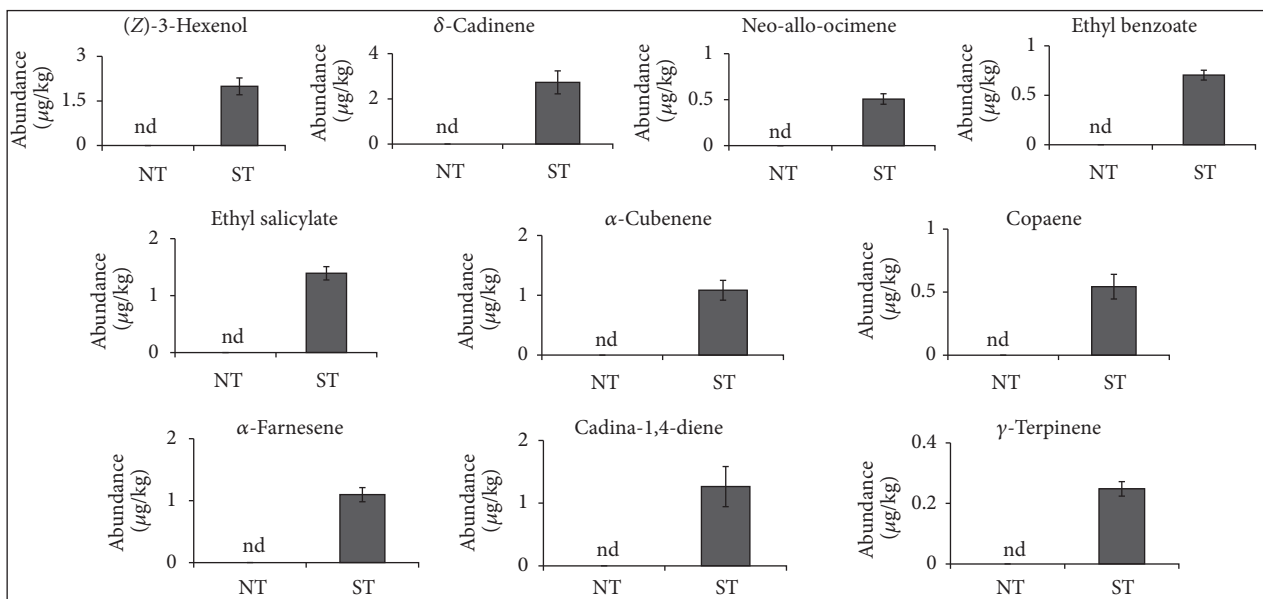 (Z)-3-Hexenol
Abundance
(μg/kg)
3
1.5
0
nd
NT
ST
δ-Cadinene
Abundance
(μg/kg)
4
2
0
nd
NT
ST
Neo-allo-ocimene
Abundance
(μg/kg)
1
0.5
0
nd
NT
ST
Ethyl benzoate
Abundance
(μg/kg)
1
0.5
0
nd
NT
ST
Ethyl salicylate
Abundance
(μg/kg)
2
1
0
nd
NT
ST
α-Cubenene
Abundance
(μg/kg)
2
1
0
nd
NT
ST
Copaene
Abundance
(μg/kg)
1
0.5
0
nd
NT
ST
α-Farnesene
Abundance
(μg/kg)
2
1
0
nd
NT
ST
Cadina-1,4-diene
Abundance
(μg/kg)
2
1
0
nd
NT
ST
γ-Terpinene
Abundance
(μg/kg)
0.4
0.2
0
nd
NT
ST